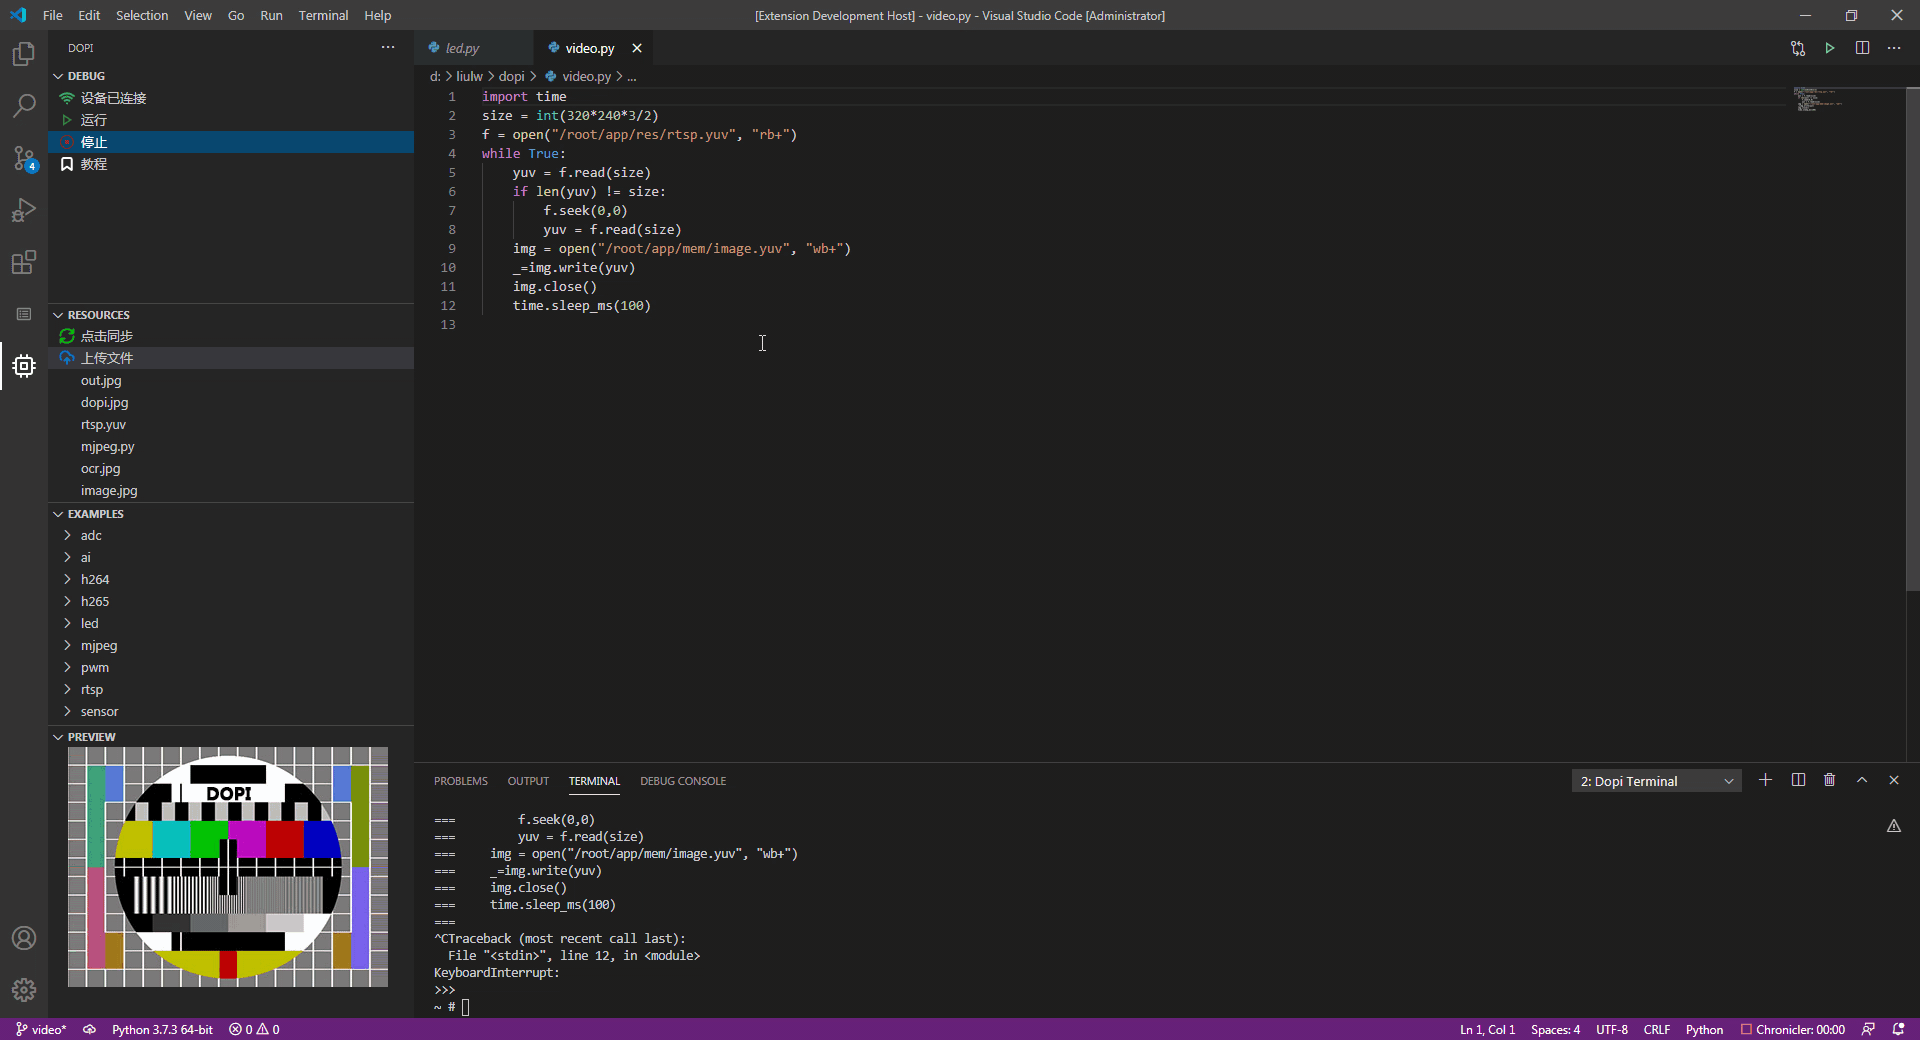 File Edit Selection View Go Run Terminal Help
[Extension Development Host] - video.py - Visual Studio Code [Administrator]
DOPI
DEBUG
设备已连接
运行
停止
教程
4
RESOURCES
点击同步
上传文件
out.jpg
dopi.jpg
rtsp.yuv
mjpeg.py
ocr.jpg
image.jpg
EXAMPLES
adc
ai
h264
h265
led
mjpeg
pwm
rtsp
sensor
PREVIEW
DOPI
led.py video.py
d: > liulw > dopi > video.py > ...
1 import time
2 size = int(320*240*3/2)
3 f = open("/root/app/res/rtsp.yuv", "rb+")
4 while True:
5 yuv = f.read(size)
6 if len(yuv) != size:
7 f.seek(0,0)
8 yuv = f.read(size)
9 img = open("/root/app/mem/image.yuv", "wb+")
10 _=img.write(yuv)
11 img.close()
12 time.sleep_ms(100)
13
PROBLEMS OUTPUT TERMINAL DEBUG CONSOLE
2: Dopi Terminal
=== f.seek(0,0)
=== yuv = f.read(size)
=== img = open("/root/app/mem/image.yuv", "wb+")
=== _=img.write(yuv)
=== img.close()
=== time.sleep_ms(100)
===
^CTraceback (most recent call last):
File "<stdin>", line 12, in <module>
KeyboardInterrupt:
>>>
~ #
video* Python 3.7.3 64-bit 0 0
Ln 1, Col 1 Spaces: 4 UTF-8 CRLF Python Chronicler: 00:00